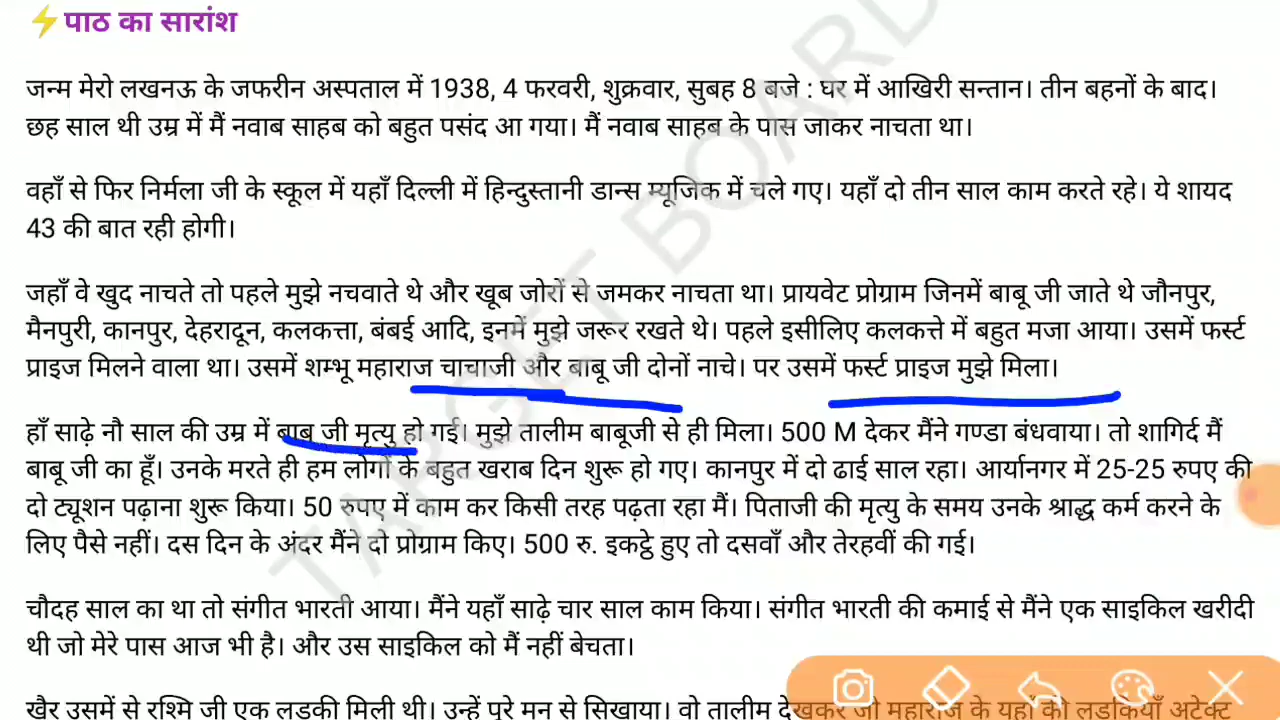 ⚡पाठ का सारांश
जन्म मेरो लखनऊ के जफरीन अस्पताल में 1938, 4 फरवरी, शुक्रवार, सुबह 8 बजे : घर में आखिरी सन्तान। तीन बहनों के बाद।
छह साल थी उम्र में मैं नवाब साहब को बहुत पसंद आ गया। मैं नवाब साहब के पास जाकर नाचता था।
वहाँ से फिर निर्मला जी के स्कूल में यहाँ दिल्ली में हिन्दुस्तानी डान्स म्यूजिक में चले गए। यहाँ दो तीन साल काम करते रहे। ये शायद
43 की बात रही होगी।
जहाँ वे खुद नाचते तो पहले मुझे नचवाते थे और खूब जोरों से जमकर नाचता था। प्रायवेट प्रोग्राम जिनमें बाबू जी जाते थे जौनपुर,
मैनपुरी, कानपुर, देहरादून, कलकत्ता, बंबई आदि, इनमें मुझे जरूर रखते थे। पहले इसीलिए कलकत्ते में बहुत मजा आया। उसमें फर्स्ट
प्राइज मिलने वाला था। उसमें शम्भू महाराज चाचाजी और बाबू जी दोनों नाचे। पर उसमें फर्स्ट प्राइज मुझे मिला।
हाँ साढ़े नौ साल की उम्र में बाबू जी मृत्यु हो गई। मुझे तालीम बाबूजी से ही मिला। 500 M देकर मैंने गण्डा बंधवाया। तो शागिर्द मैं
बाबू जी का हूँ। उनके मरते ही हम लोगों के बहुत खराब दिन शुरू हो गए। कानपुर में दो ढाई साल रहा। आर्यानगर में 25-25 रुपए की
दो ट्यूशन पढ़ाना शुरू किया। 50 रुपए में काम कर किसी तरह पढ़ता रहा मैं। पिताजी की मृत्यु के समय उनके श्राद्ध कर्म करने के
लिए पैसे नहीं। दस दिन के अंदर मैंने दो प्रोग्राम किए। 500 रु. इकट्ठे हुए तो दसवाँ और तेरहवीं की गई।
चौदह साल का था तो संगीत भारती आया। मैंने यहाँ साढ़े चार साल काम किया। संगीत भारती की कमाई से मैंने एक साइकिल खरीदी
थी जो मेरे पास आज भी है। और उस साइकिल को मैं नहीं बेचता।
खैर उसमें से रश्मि जी एक लड़की मिली थी। उन्हें पूरे मन से सिखाया। वो तालीम देखकर जो महाराज के यहाँ की लड़कियाँ अटेक्ट
TARGET BOARD